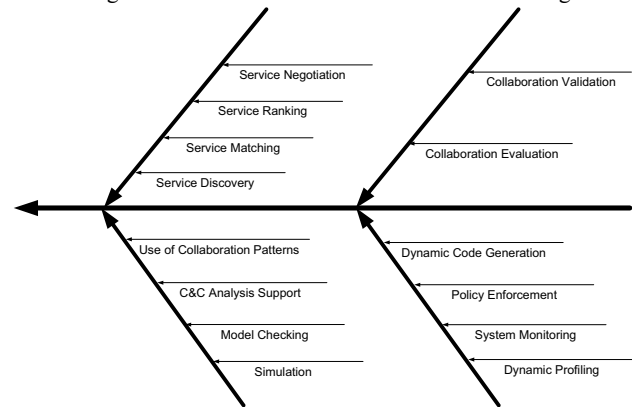 Service Negotiation
Collaboration Validation
Service Ranking
Service Matching
Collaboration Evaluation
Service Discovery
Use of Collaboration Patterns
Dynamic Code Generation
C&C Analysis Support
Policy Enforcement
Model Checking
System Monitoring
Simulation
Dynamic Profiling